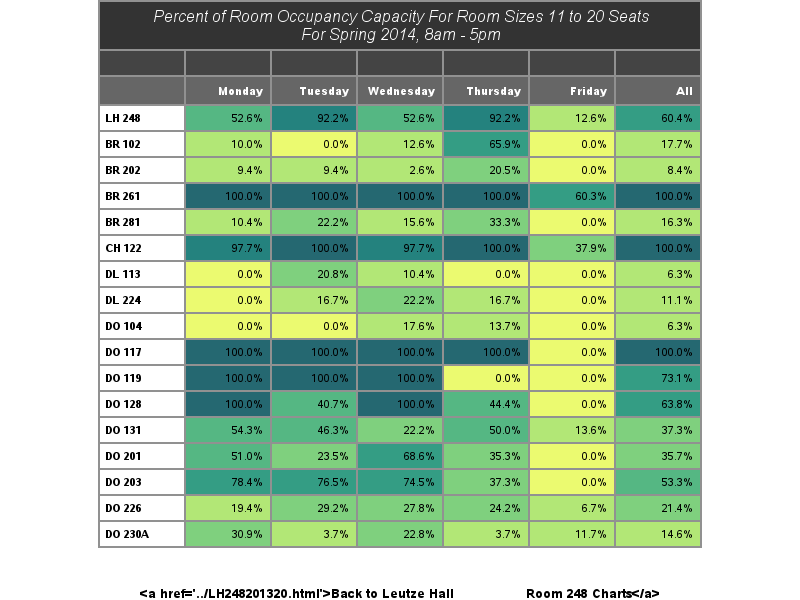 Percent of Room Occupancy Capacity For Room Sizes 11 to 20 Seats
For Spring 2014, 8am - 5pm
Monday Tuesday Wednesday Thursday Friday All
LH 248 52.6% 92.2% 52.6% 92.2% 12.6% 60.4%
BR 102 10.0% 0.0% 12.6% 65.9% 0.0% 17.7%
BR 202 9.4% 9.4% 2.6% 20.5% 0.0% 8.4%
BR 261 100.0% 100.0% 100.0% 100.0% 60.3% 100.0%
BR 281 10.4% 22.2% 15.6% 33.3% 0.0% 16.3%
CH 122 97.7% 100.0% 97.7% 100.0% 37.9% 100.0%
DL 113 0.0% 20.8% 10.4% 0.0% 0.0% 6.3%
DL 224 0.0% 16.7% 22.2% 16.7% 0.0% 11.1%
DO 104 0.0% 0.0% 17.6% 13.7% 0.0% 6.3%
DO 117 100.0% 100.0% 100.0% 100.0% 0.0% 100.0%
DO 119 100.0% 100.0% 100.0% 0.0% 0.0% 73.1%
DO 128 100.0% 40.7% 100.0% 44.4% 0.0% 63.8%
DO 131 54.3% 46.3% 22.2% 50.0% 13.6% 37.3%
DO 201 51.0% 23.5% 68.6% 35.3% 0.0% 35.7%
DO 203 78.4% 76.5% 74.5% 37.3% 0.0% 53.3%
DO 226 19.4% 29.2% 27.8% 24.2% 6.7% 21.4%
DO 230A 30.9% 3.7% 22.8% 3.7% 11.7% 14.6%
<a href='../LH248201320.html'>Back to Leutze Hall Room 248 Charts</a>